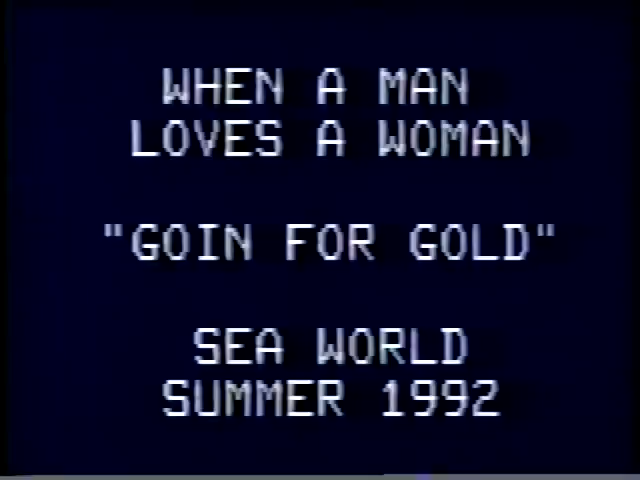 WHEN A MAN
LOVES A WOMAN
"GOIN FOR GOLD"
SEA WORLD
SUMMER 1992